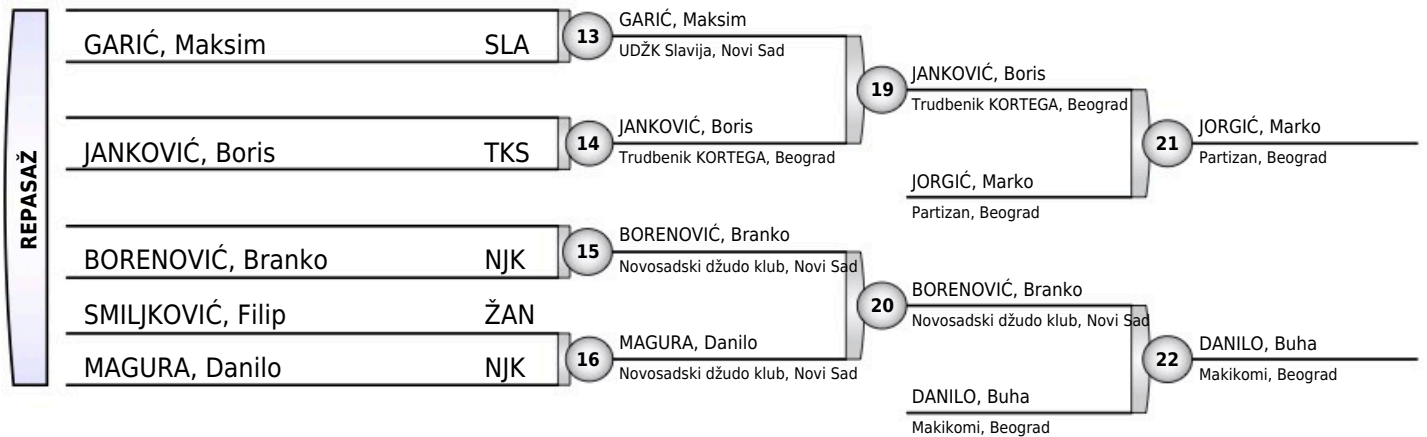 REPASAŽ
GARIĆ, Maksim SLA
JANKOVIĆ, Boris TKS
BORENOVIĆ, Branko NJK
SMILJKOVIĆ, Filip ŽAN
MAGURA, Danilo NJK
13
GARIĆ, Maksim
UDŽK Slavija, Novi Sad
14
JANKOVIĆ, Boris
Trudbenik KORTEGA, Beograd
15
BORENOVIĆ, Branko
Novosadski džudo klub, Novi Sad
16
MAGURA, Danilo
Novosadski džudo klub, Novi Sad
19
JANKOVIĆ, Boris
Trudbenik KORTEGA, Beograd
JORGIĆ, Marko
Partizan, Beograd
20
BORENOVIĆ, Branko
Novosadski džudo klub, Novi Sad
DANILO, Buha
Makikomi, Beograd
21
JORGIĆ, Marko
Partizan, Beograd
22
DANILO, Buha
Makikomi, Beograd